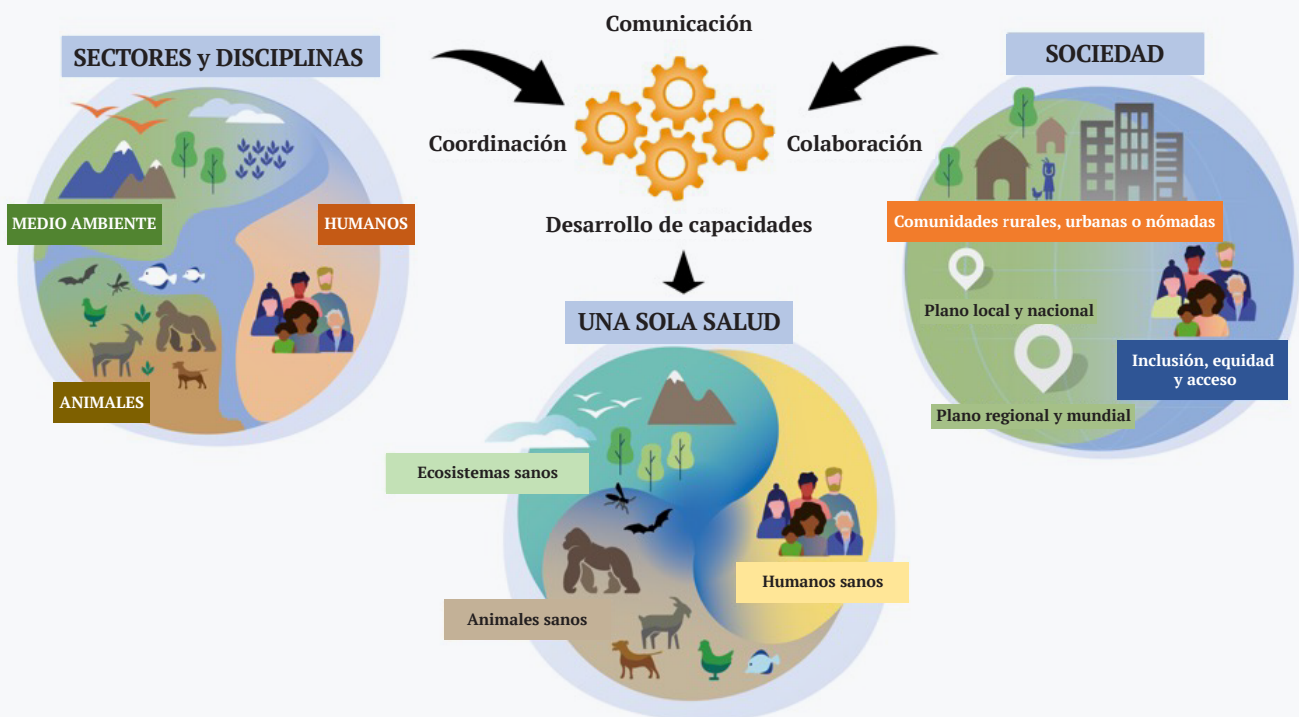 SECTORES y DISCIPLINAS
MEDIO AMBIENTE
HUMANOS
ANIMALES
Comunicación
Coordinación
Colaboración
Desarrollo de capacidades
SOCIEDAD
Comunidades rurales, urbanas o nómadas
Plano local y nacional
Inclusión, equidad
y acceso
Plano regional y mundial
UNA SOLA SALUD
Ecosistemas sanos
Humanos sanos
Animales sanos